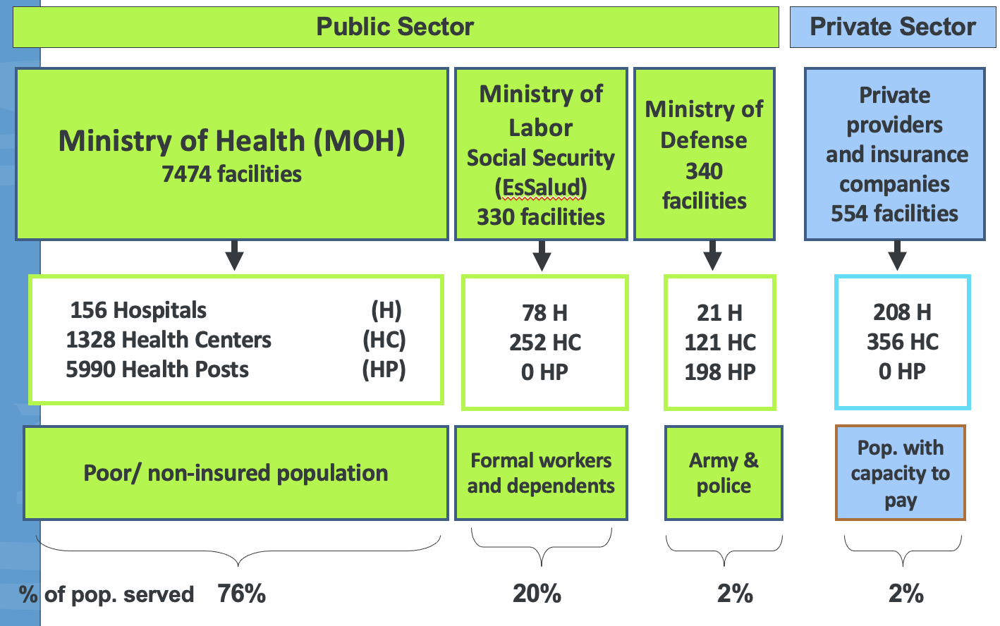 Public Sector
Private Sector
Ministry of Health (MOH)
7474 facilities
Ministry of
Labor
Social Security
(EsSalud)
330 facilities
Ministry of
Defense
340
facilities
Private
providers
and insurance
companies
554 facilities
156 Hospitals (H)
1328 Health Centers (HC)
5990 Health Posts (HP)
78 H
252 HC
0 HP
21 H
121 HC
198 HP
208 H
356 HC
0 HP
Poor/ non-insured population
Formal workers
and dependents
Army &
police
Pop. with
capacity to
pay
% of pop. served 76% 20% 2% 2%